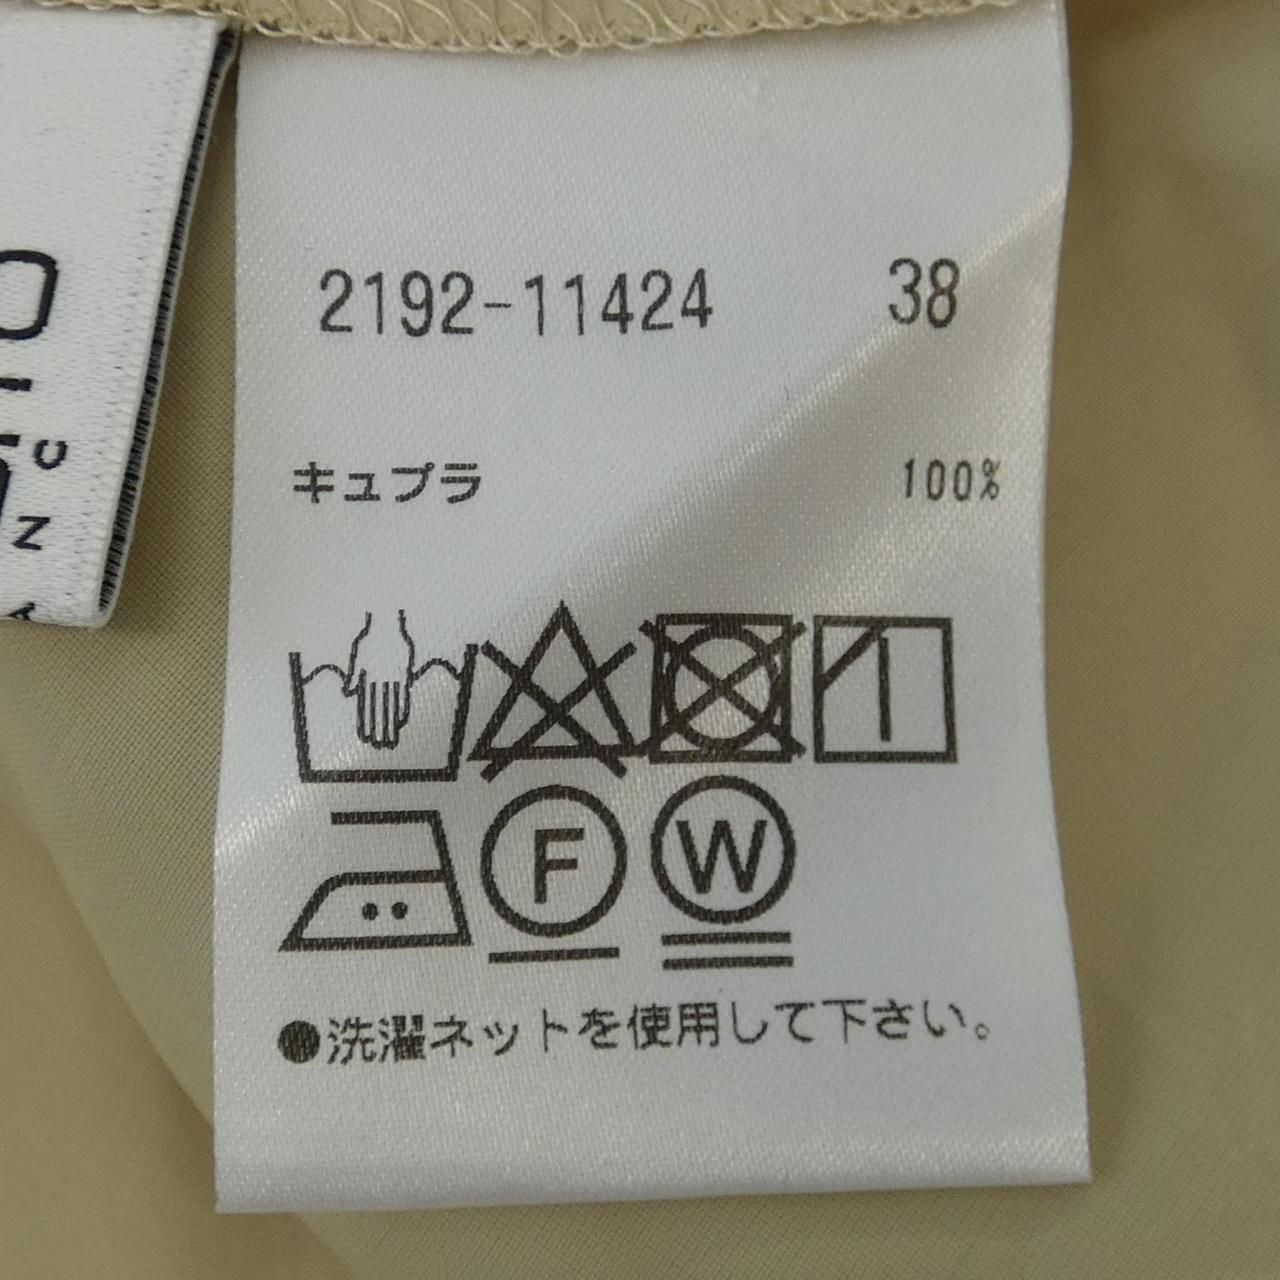 2192-11424 38
キュプラ 100%
F W
●洗濯ネットを使用して下さい。